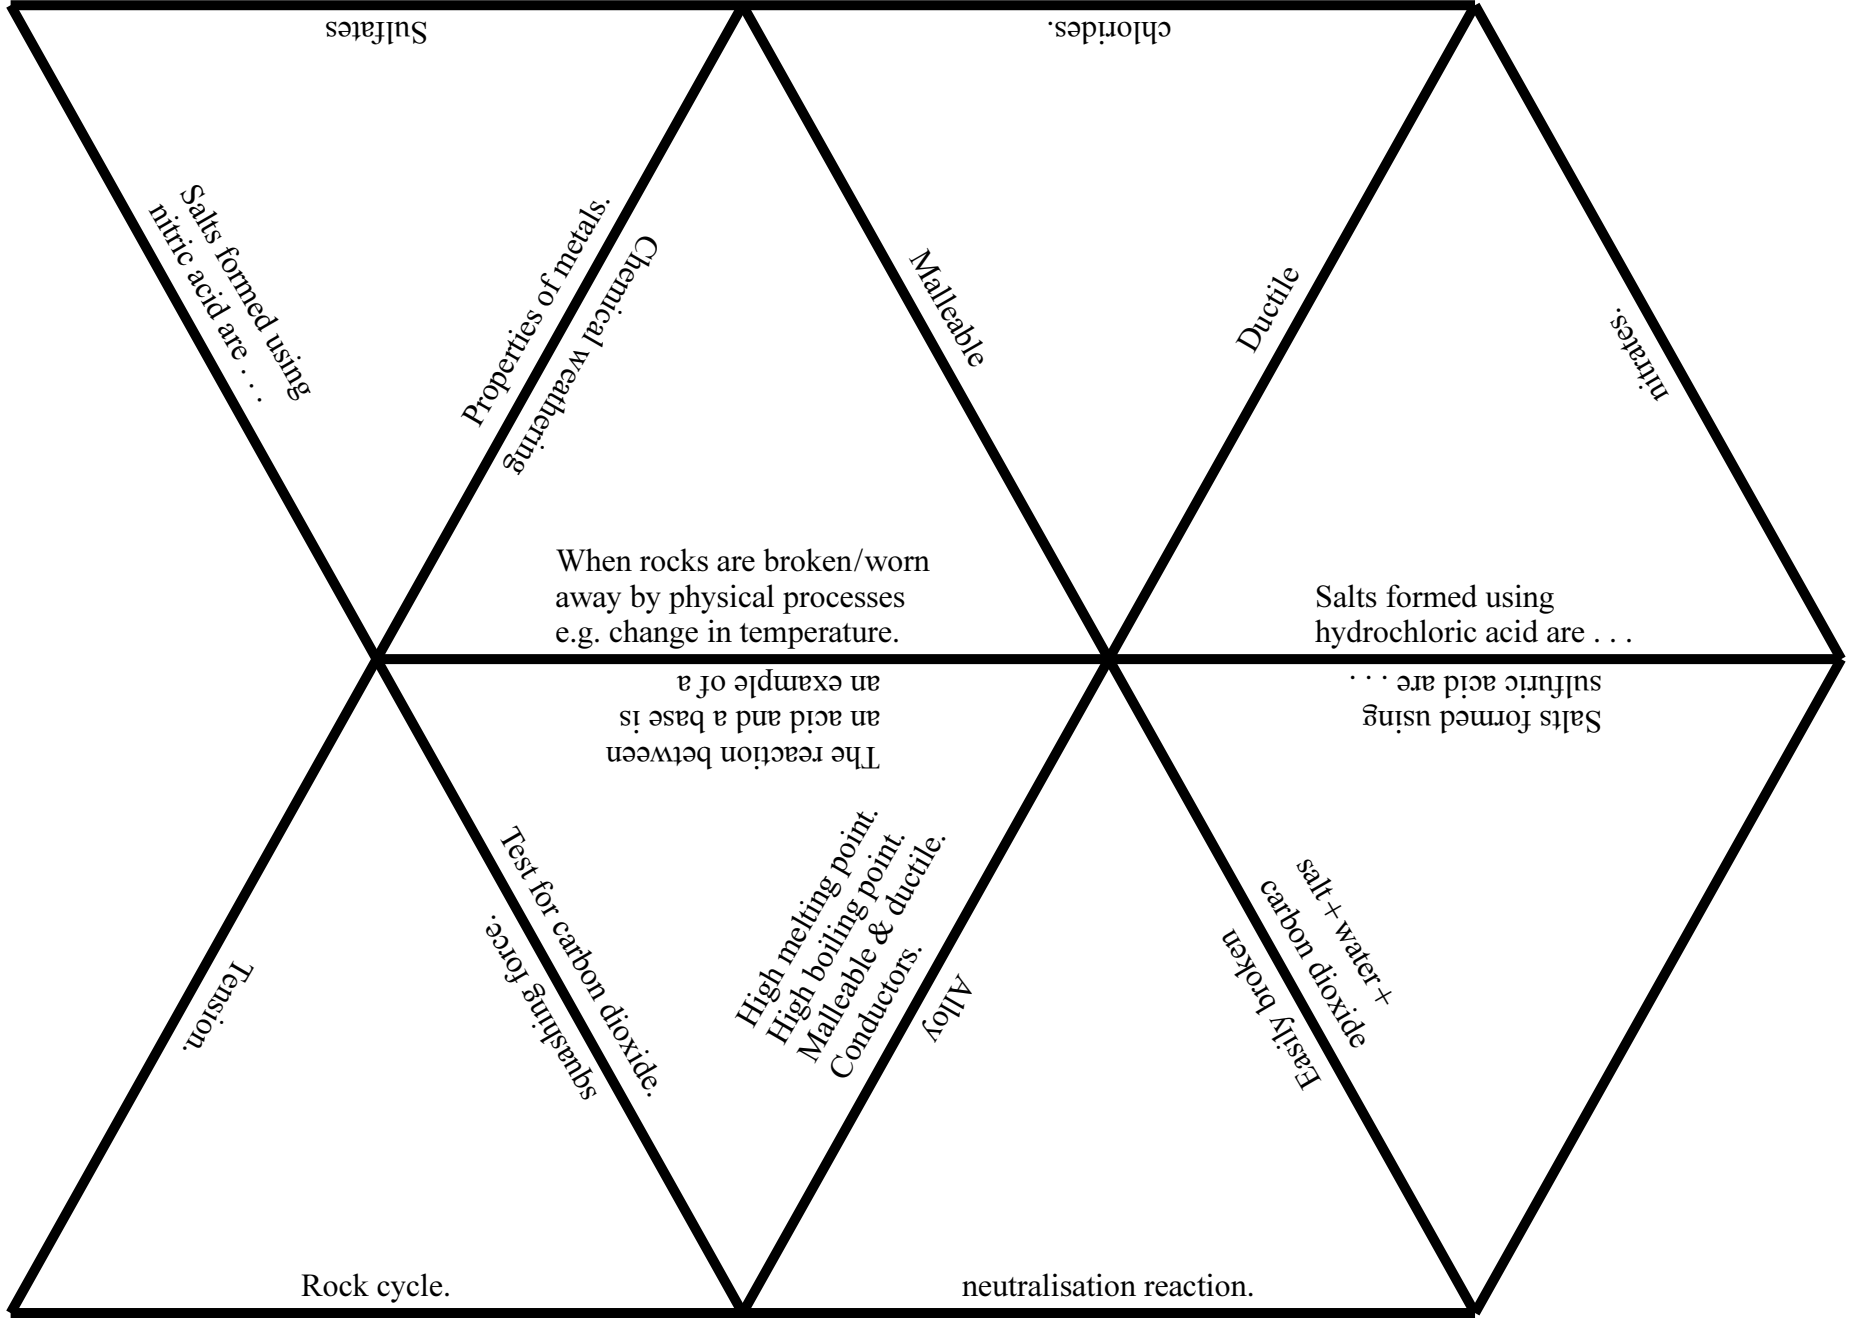 Sulfates
chlorides.
Salts formed using
nitric acid are . . .
Properties of metals.
Chemical weathering
Malleable
Ductile
nitrates.
When rocks are broken/worn
away by physical processes
e.g. change in temperature.
Salts formed using
hydrochloric acid are . . .
The reaction between
an acid and a base is
an example of a
Salts formed using
sulfuric acid are . . .
Tension.
Test for carbon dioxide.
squashing force.
High melting point.
High boiling point.
Malleable & ductile.
Conductors.
Alloy
salt + water +
carbon dioxide
Easily broken
Rock cycle.
neutralisation reaction.